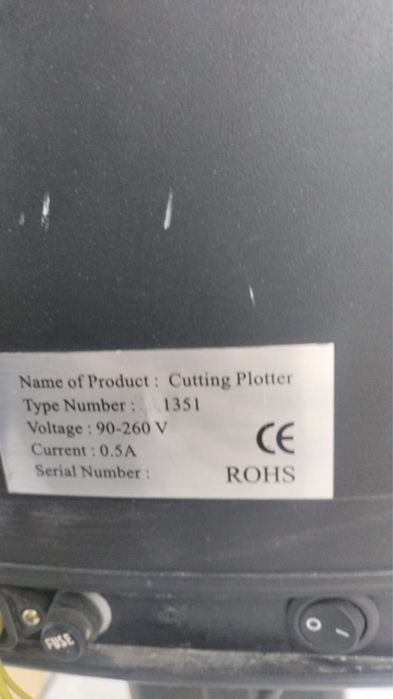 Name of Product : Cutting Plotter
Type Number : 1351
Voltage : 90-260 V
Current : 0.5A
Serial Number :
CE
ROHS
FUSE
O I